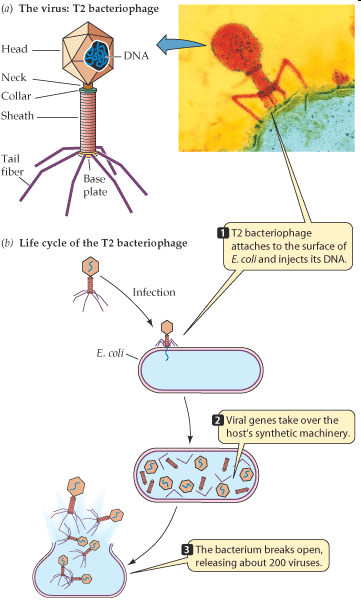 (a) The virus: T2 bacteriophage
Head
DNA
Neck
Collar
Sheath
Tail
fiber
Base
plate
1 T2 bacteriophage
attaches to the surface of
E. coli and injects its DNA.
(b) Life cycle of the T2 bacteriophage
Infection
E. coli
2 Viral genes take over the
host's synthetic machinery.
3 The bacterium breaks open,
releasing about 200 viruses.